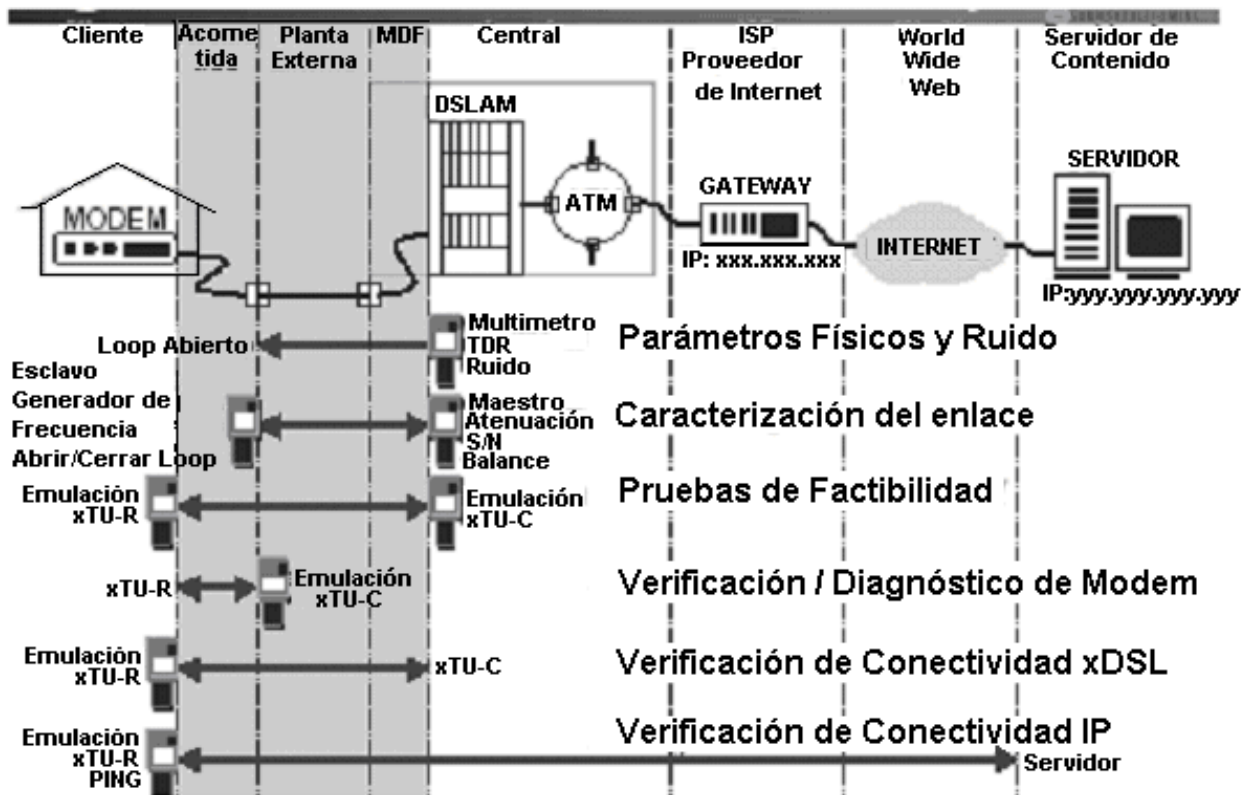 Cliente
Acome
tida
Planta
Externa
MDF
Central
ISP
Proveedor
de Internet
World
Wide
Web
Servidor de
Contenido
DSLAM
SERVIDOR
MODEM
ATM
GATEWAY
INTERNET
IP: xxx.xxx.xxx
IP:yyy.yyy.yyy.yyy
Loop Abierto
Multimetro
TDR
Ruido
Parámetros Físicos y Ruido
Esclavo
Generador de
Frecuencia
Abrir/Cerrar Loop
Maestro
Atenuación
S/N
Balance
Caracterización del enlace
Emulación
xTU-R
Emulación
xTU-C
Pruebas de Factibilidad
xTU-R
Emulación
xTU-C
Verificación / Diagnóstico de Modem
Emulación
xTU-R
xTU-C
Verificación de Conectividad xDSL
Emulación
xTU-R
PING
Verificación de Conectividad IP
Servidor